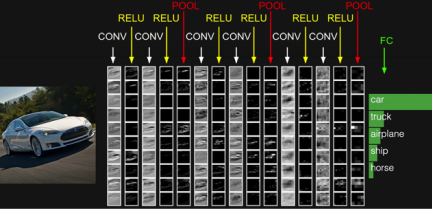 POOL POOL POOL
RELU RELU RELU RELU RELU RELU
CONV CONV CONV CONV CONV CONV
FC
car
truck
airplane
ship
horse